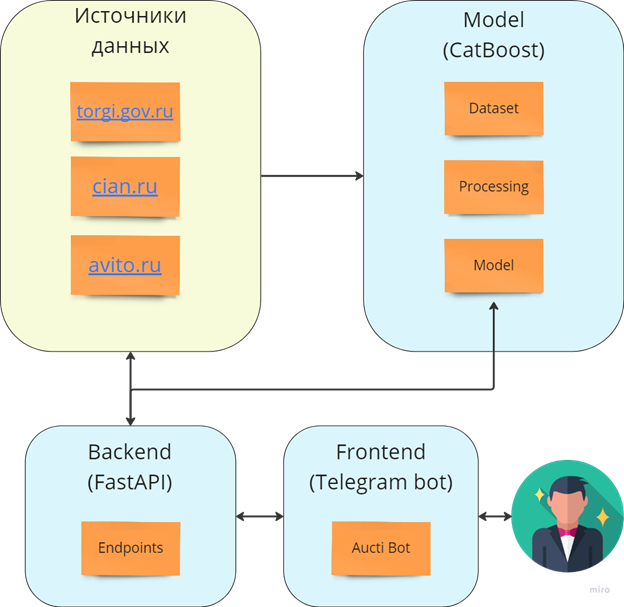 Источники
данных
torgi.gov.ru
cian.ru
avito.ru
Model
(CatBoost)
Dataset
Processing
Model
Backend
(FastAPI)
Endpoints
Frontend
(Telegram bot)
Aucti Bot
miro